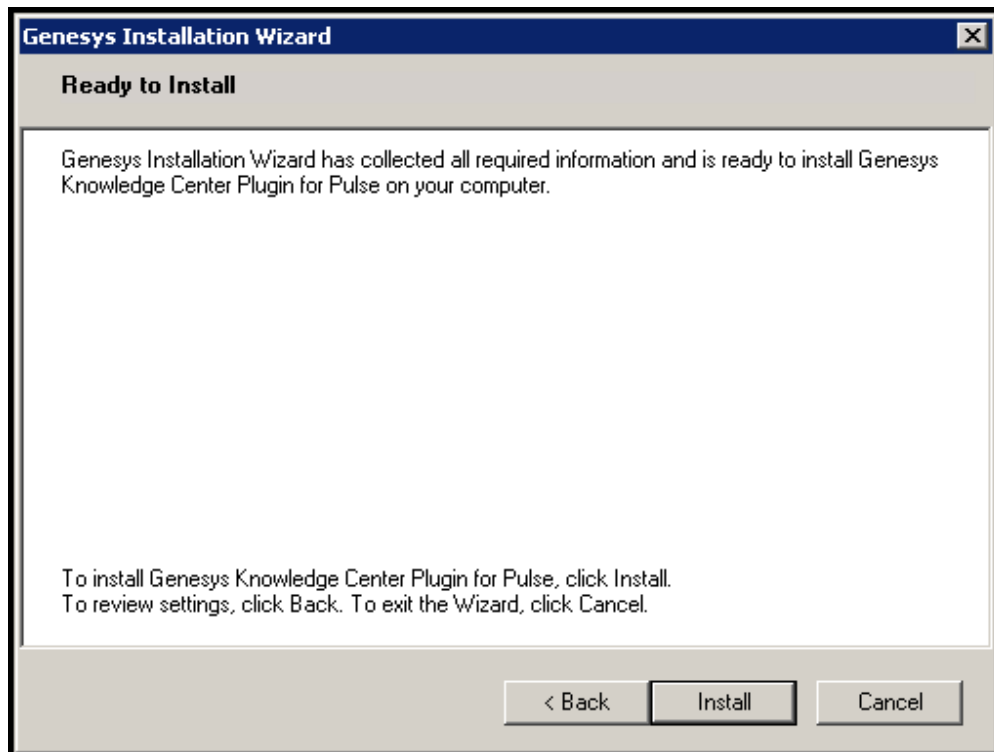 Genesys Installation Wizard
Ready to Install
Genesys Installation Wizard has collected all required information and is ready to install Genesys
Knowledge Center Plugin for Pulse on your computer.
To install Genesys Knowledge Center Plugin for Pulse, click Install.
To review settings, click Back. To exit the Wizard, click Cancel.
< Back Install Cancel